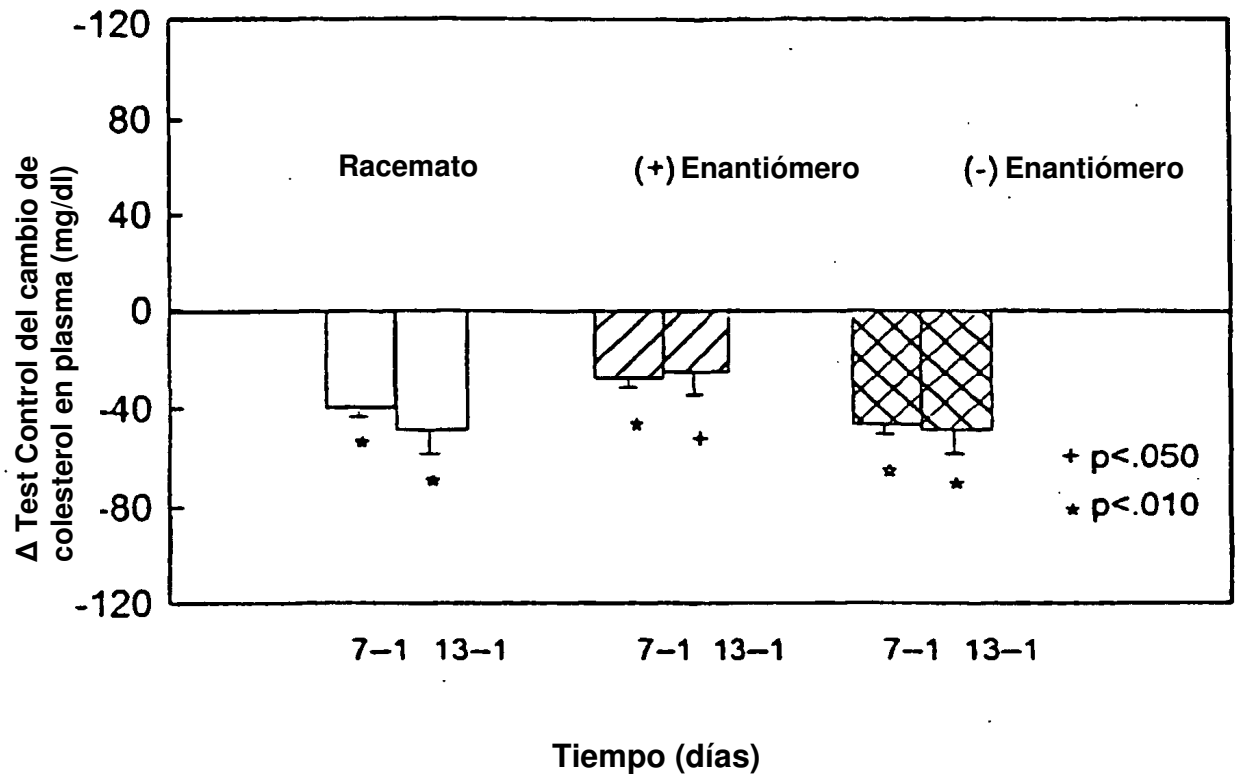 -120
80
40
0
-40
-80
-120
Δ Test Control del cambio de
colesterol en plasma (mg/dl)
Racemato
(+) Enantiómero
(-) Enantiómero
*
*
*
+
*
*
+ p<.050
* p<.010
7-1 13-1
7-1 13-1
7-1 13-1
Tiempo (días)